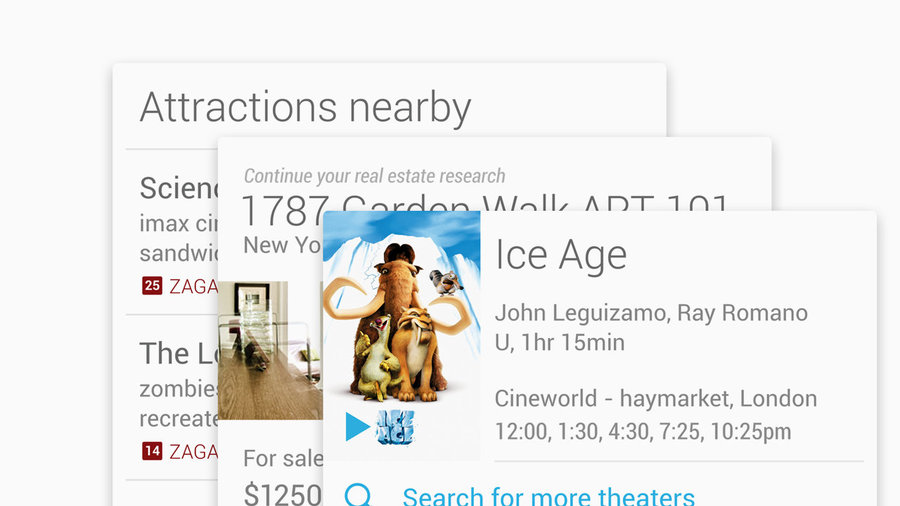 Attractions nearby
Scienc
imax cin
sandwic
25 ZAGA
The Lo
zombies
recreate
14 ZAGA
Continue your real estate research
1787 Garden Walk APT 101
New Yo
For sale
$1250
Ice Age
John Leguizamo, Ray Romano
U, 1hr 15min
Cineworld - haymarket, London
12:00, 1:30, 4:30, 7:25, 10:25pm
ICE
AGE
Search for more theaters